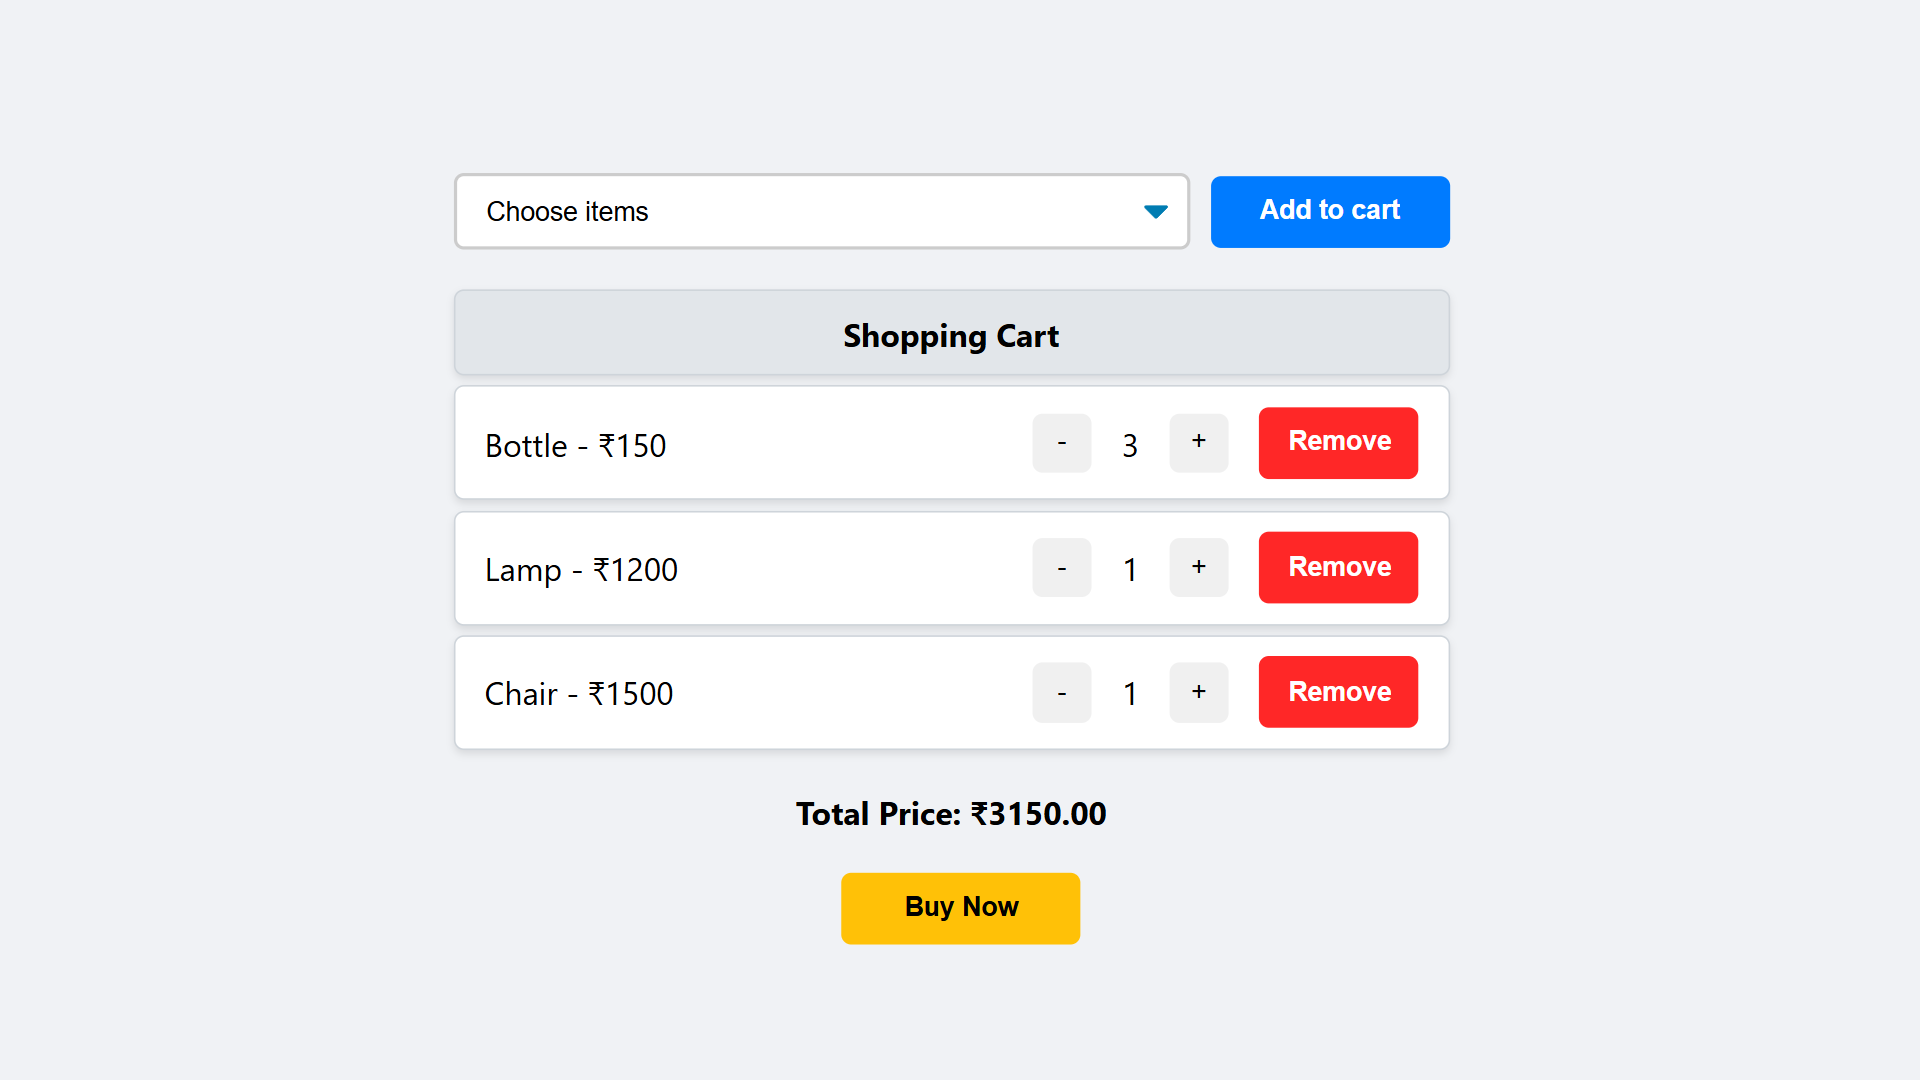 Choose items
Add to cart
Shopping Cart
Bottle - ₹150 - 3 + Remove
Lamp - ₹1200 - 1 + Remove
Chair - ₹1500 - 1 + Remove
Total Price: ₹3150.00
Buy Now